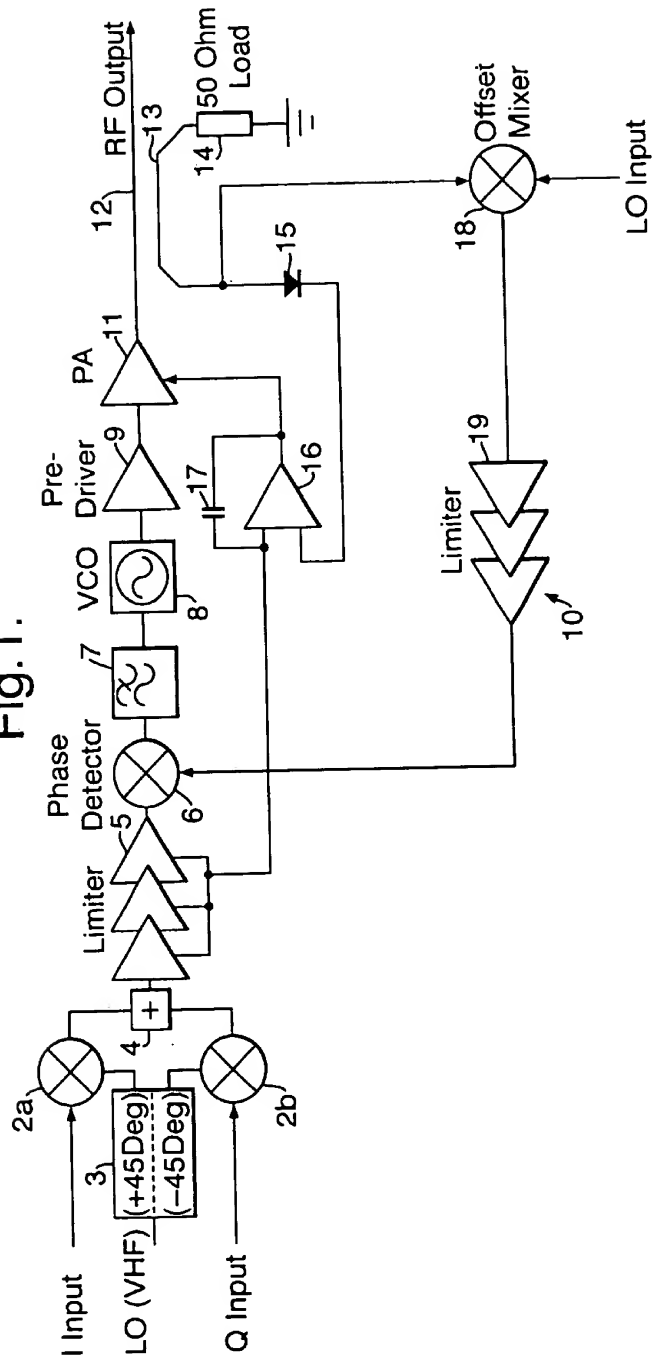 Fig.1.
I Input
LO (VHF)
Q Input
2a
3
(+45Deg)
(−45Deg)
2b
4
+
Limiter
5
Phase
Detector
6
7
VCO
8
Pre-
Driver
9
PA
11
12
RF Output
13
14
50 Ohm
Load
15
16
17
Offset
Mixer
18
LO Input
Limiter
19
10